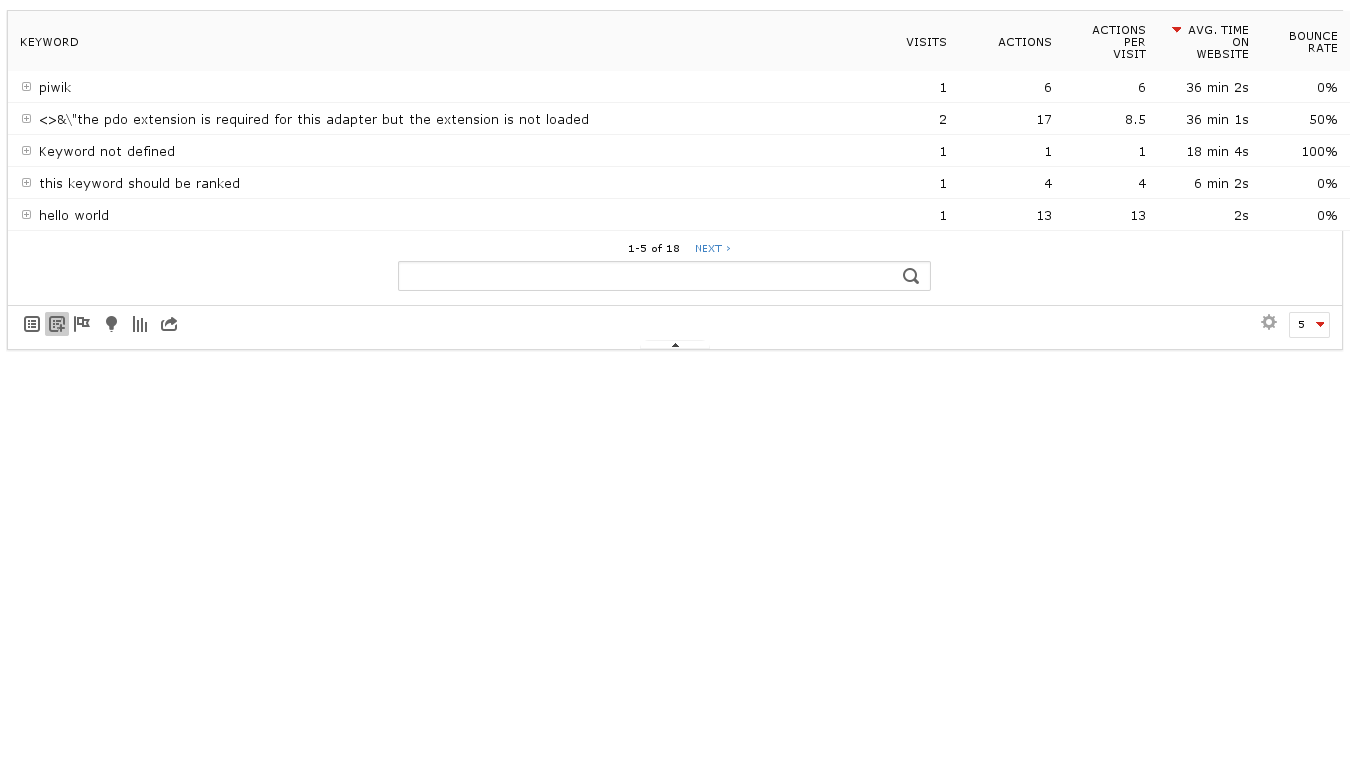 KEYWORD VISITS ACTIONS ACTIONS PER VISIT AVG. TIME ON WEBSITE BOUNCE RATE
piwik 1 6 6 36 min 2s 0%
<>&\"the pdo extension is required for this adapter but the extension is not loaded 2 17 8.5 36 min 1s 50%
Keyword not defined 1 1 1 18 min 4s 100%
this keyword should be ranked 1 4 4 6 min 2s 0%
hello world 1 13 13 2s 0%
1-5 of 18 NEXT ›
5